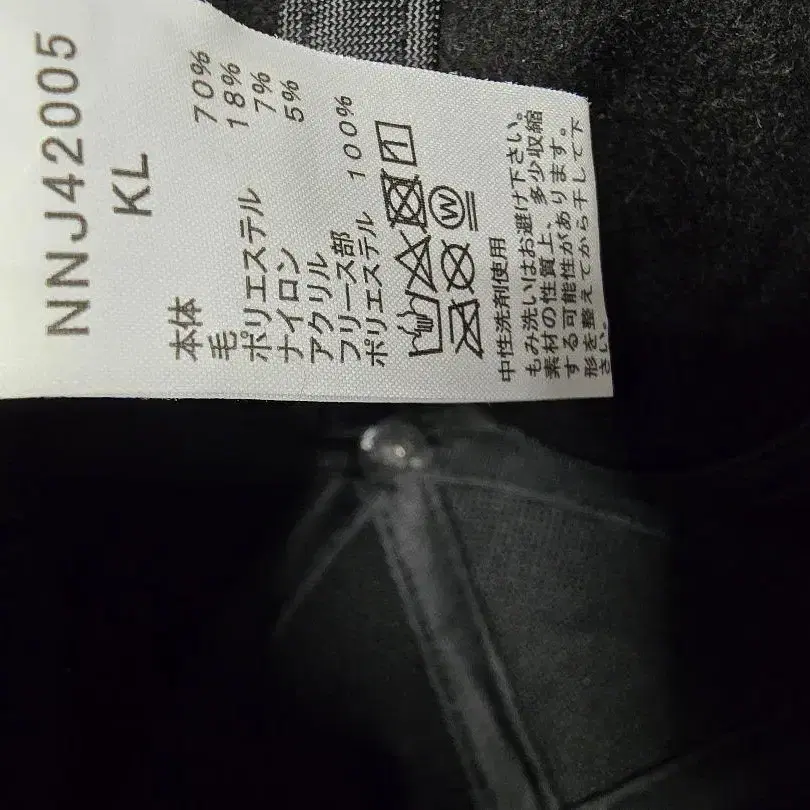 NNJ42005
KL
本体
毛 70%
ポリエステル 18%
ナイロン 7%
アクリル 5%
フリース部
ポリエステル 100%
W
中性洗剤使用
もみ洗いはお避け下さい。
素材の性質上、多少収縮
する可能性があります。
形を整えてから干して下
さい。